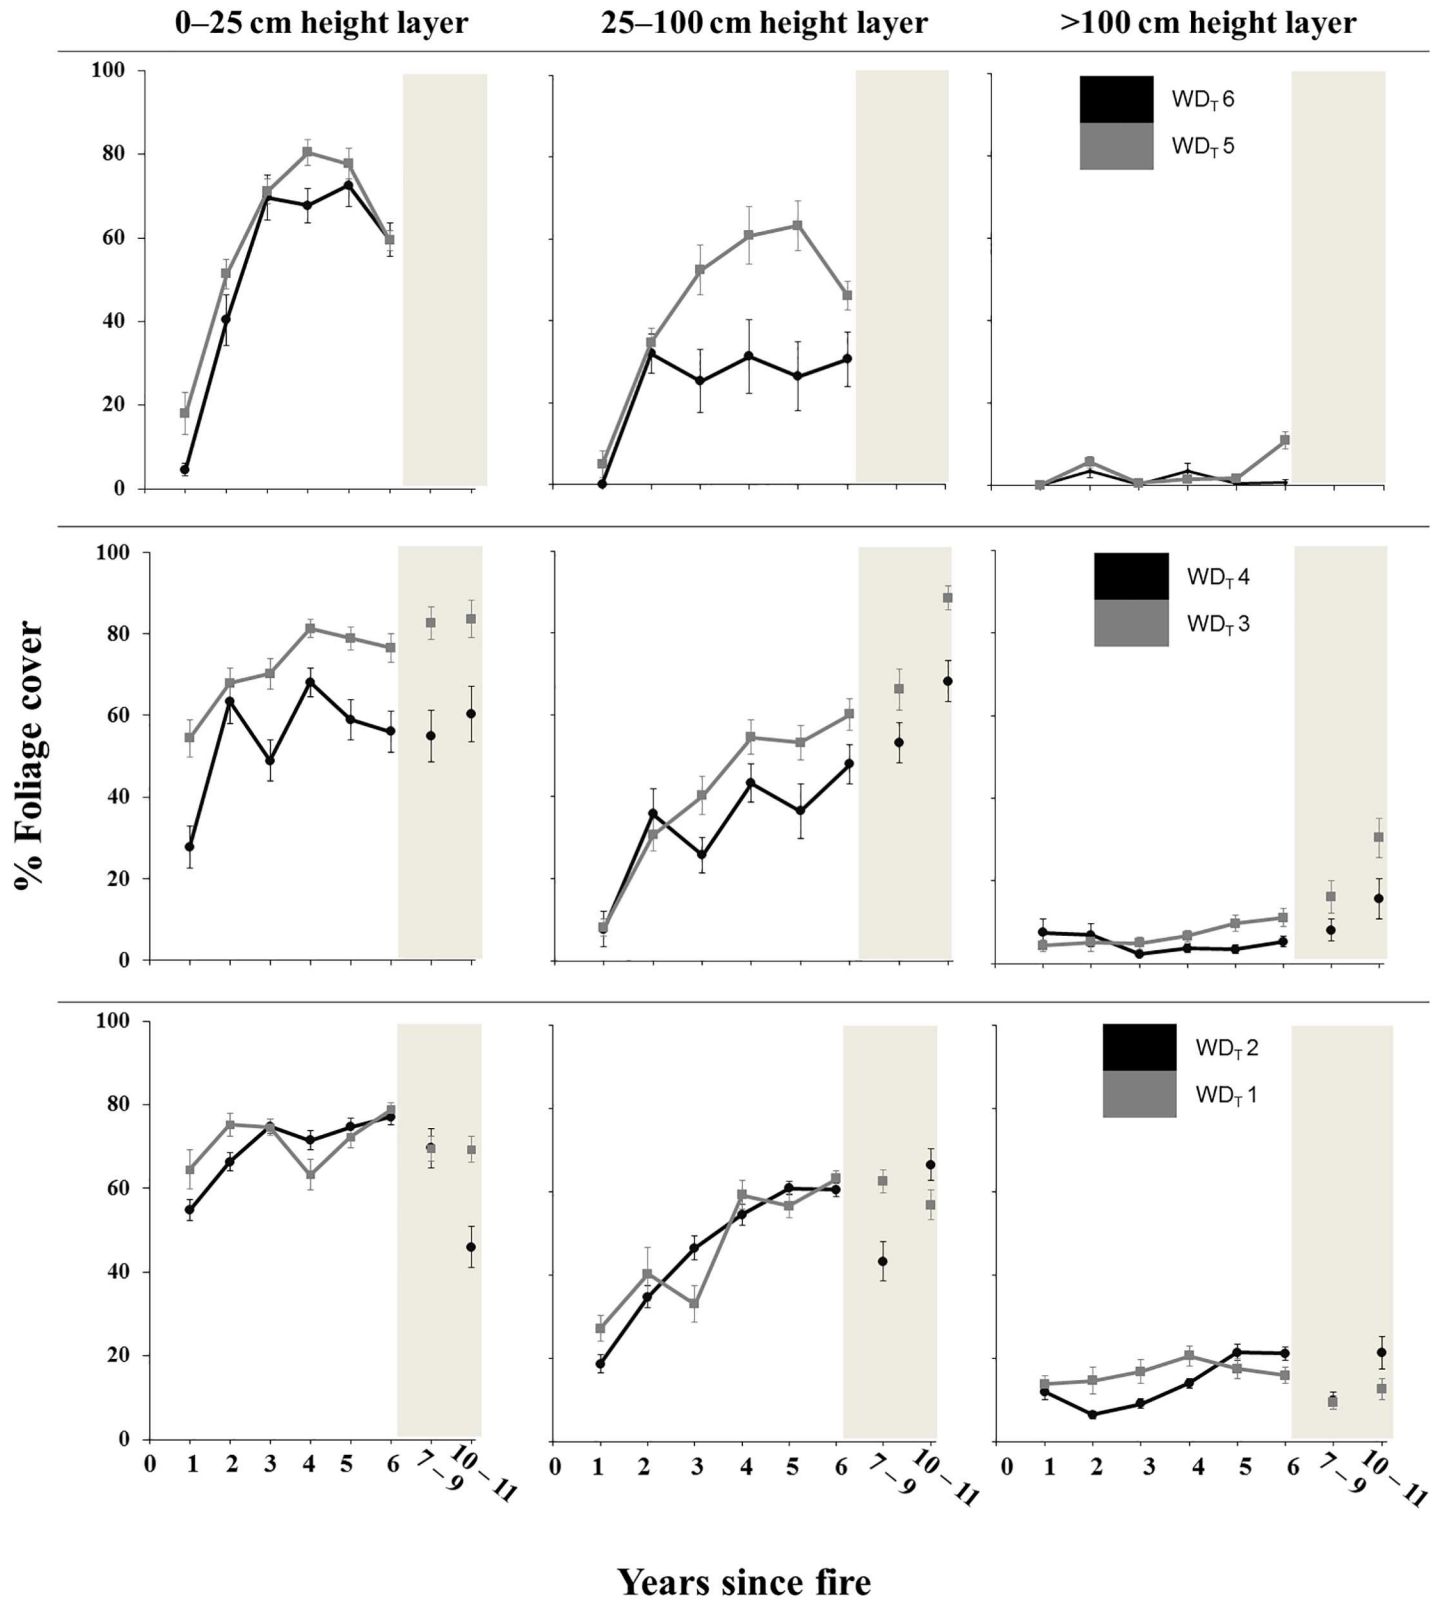 0–25 cm height layer
25–100 cm height layer
>100 cm height layer
% Foliage cover
100
80
60
40
20
0
WDT 6
WDT 5
100
80
60
40
20
0
WDT 4
WDT 3
100
80
60
40
20
0
WDT 2
WDT 1
0 1 2 3 4 5 6 7–9 10–11
0 1 2 3 4 5 6 7–9 10–11
0 1 2 3 4 5 6 7–9 10–11
Years since fire